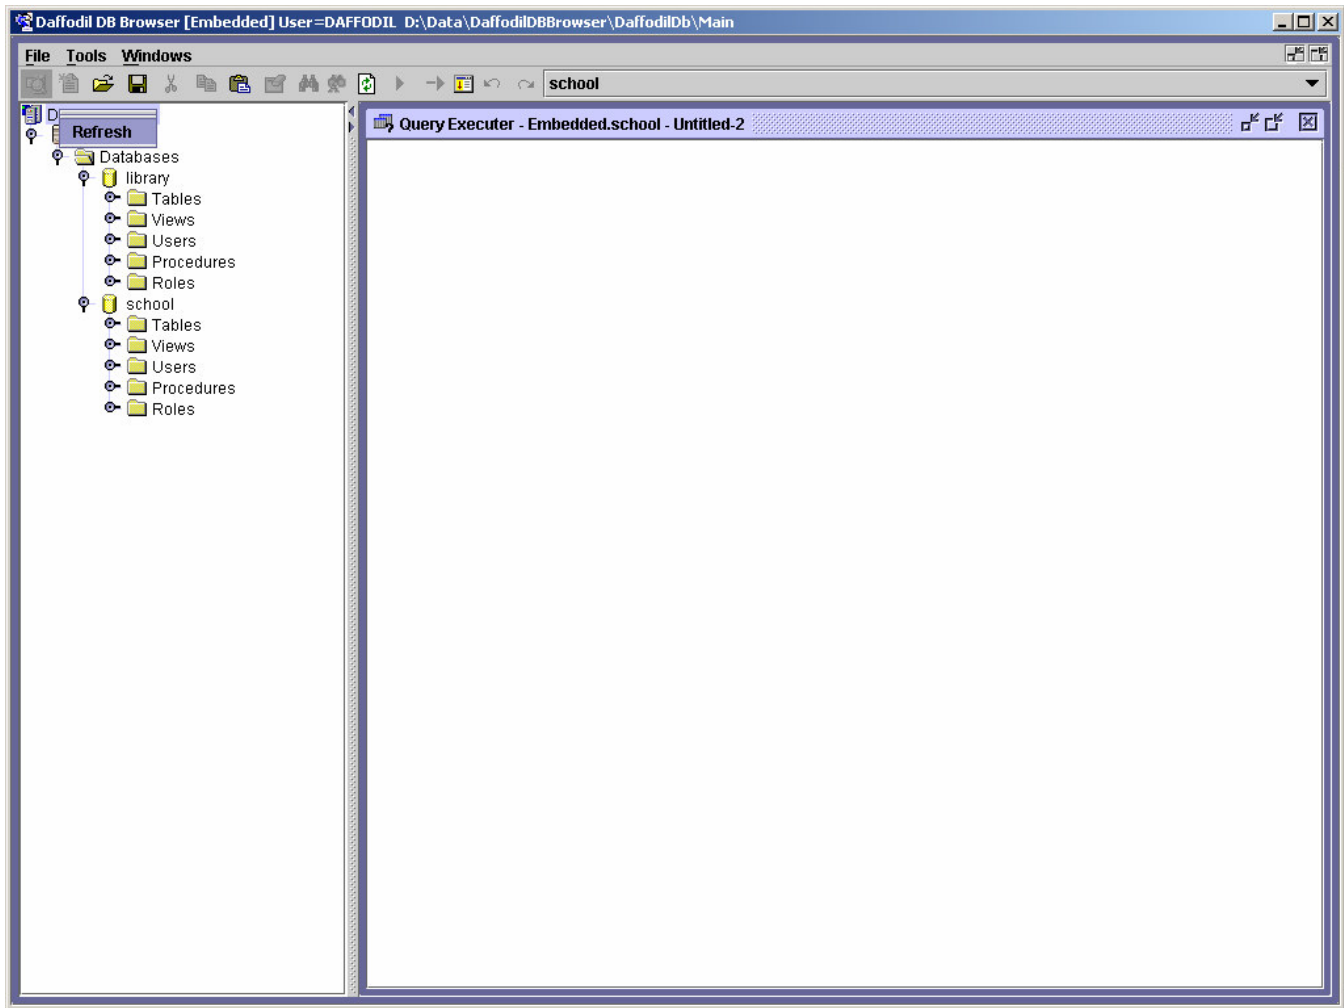 Daffodil DB Browser [Embedded] User=DAFFODIL D:\Data\DaffodilDBBrowser\DaffodilDb\Main
File Tools Windows
school
D
Refresh
Databases
library
Tables
Views
Users
Procedures
Roles
school
Tables
Views
Users
Procedures
Roles
Query Executer - Embedded.school - Untitled-2